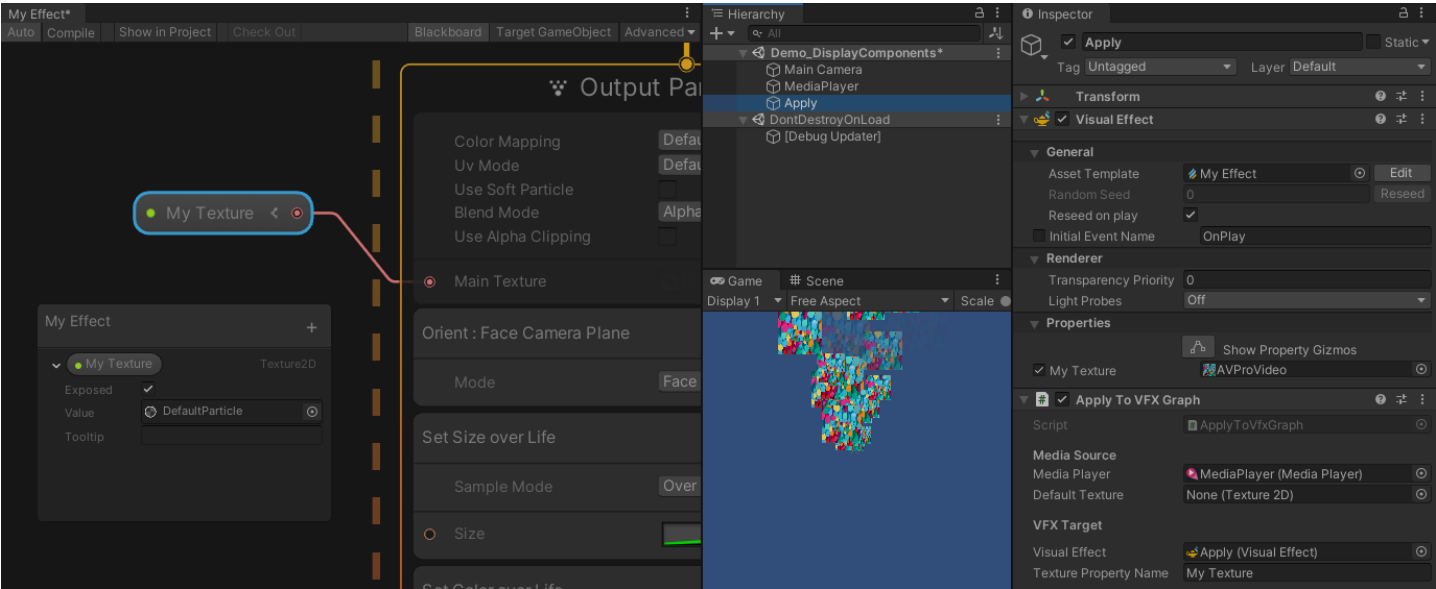 My Effect*
Auto Compile Show in Project Check Out Blackboard Target GameObject Advanced
Output Pa
Color Mapping Defau
Uv Mode Defau
Use Soft Particle
Blend Mode Alpha
Use Alpha Clipping
My Texture
Main Texture
My Effect +
My Texture Texture2D
Exposed
Value DefaultParticle
Tooltip
Orient : Face Camera Plane
Mode Face
Set Size over Life
Sample Mode Over
Size
Set Color over Life
Hierarchy
All
Demo_DisplayComponents*
Main Camera
MediaPlayer
Apply
DontDestroyOnLoad
[Debug Updater]
Game Scene
Display 1 Free Aspect Scale
Inspector
Apply Static
Tag Untagged Layer Default
Transform
Visual Effect
General
Asset Template My Effect Edit
Random Seed 0 Reseed
Reseed on play
Initial Event Name OnPlay
Renderer
Transparency Priority 0
Light Probes Off
Properties
Show Property Gizmos
My Texture AVProVideo
# Apply To VFX Graph
Script ApplyToVfxGraph
Media Source
Media Player MediaPlayer (Media Player)
Default Texture None (Texture 2D)
VFX Target
Visual Effect Apply (Visual Effect)
Texture Property Name My Texture